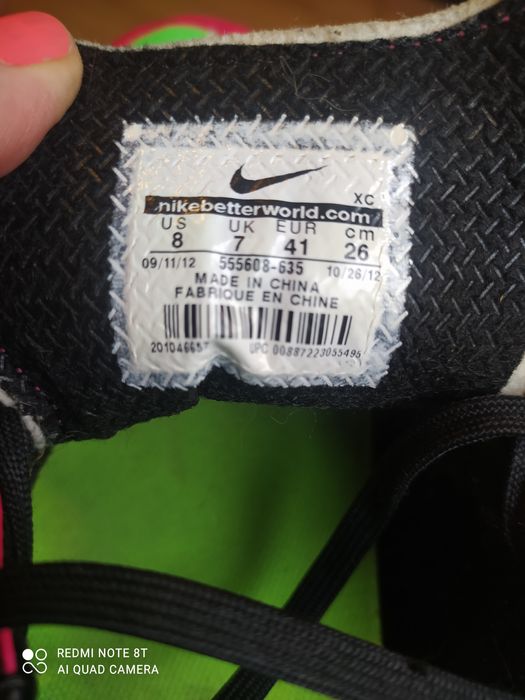 XC
nikebetterworld.com
US UK EUR cm
8 7 41 26
09/11/12 555608-635 10/26/12
MADE IN CHINA
FABRIQUE EN CHINE
UPC 00887223055495
REDMI NOTE 8T
AI QUAD CAMERA